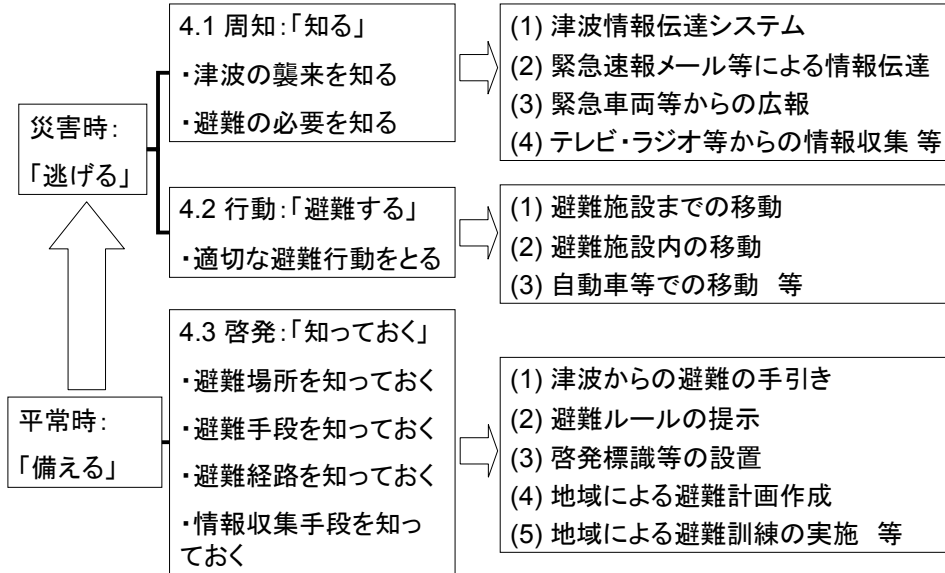 災害時：
「逃げる」
4.1 周知：「知る」
・津波の襲来を知る
・避難の必要を知る
(1) 津波情報伝達システム
(2) 緊急速報メール等による情報伝達
(3) 緊急車両等からの広報
(4) テレビ・ラジオ等からの情報収集 等
4.2 行動：「避難する」
・適切な避難行動をとる
(1) 避難施設までの移動
(2) 避難施設内の移動
(3) 自動車等での移動　等
平常時：
「備える」
4.3 啓発：「知っておく」
・避難場所を知っておく
・避難手段を知っておく
・避難経路を知っておく
・情報収集手段を知っ
ておく
(1) 津波からの避難の手引き
(2) 避難ルールの提示
(3) 啓発標識等の設置
(4) 地域による避難計画作成
(5) 地域による避難訓練の実施　等